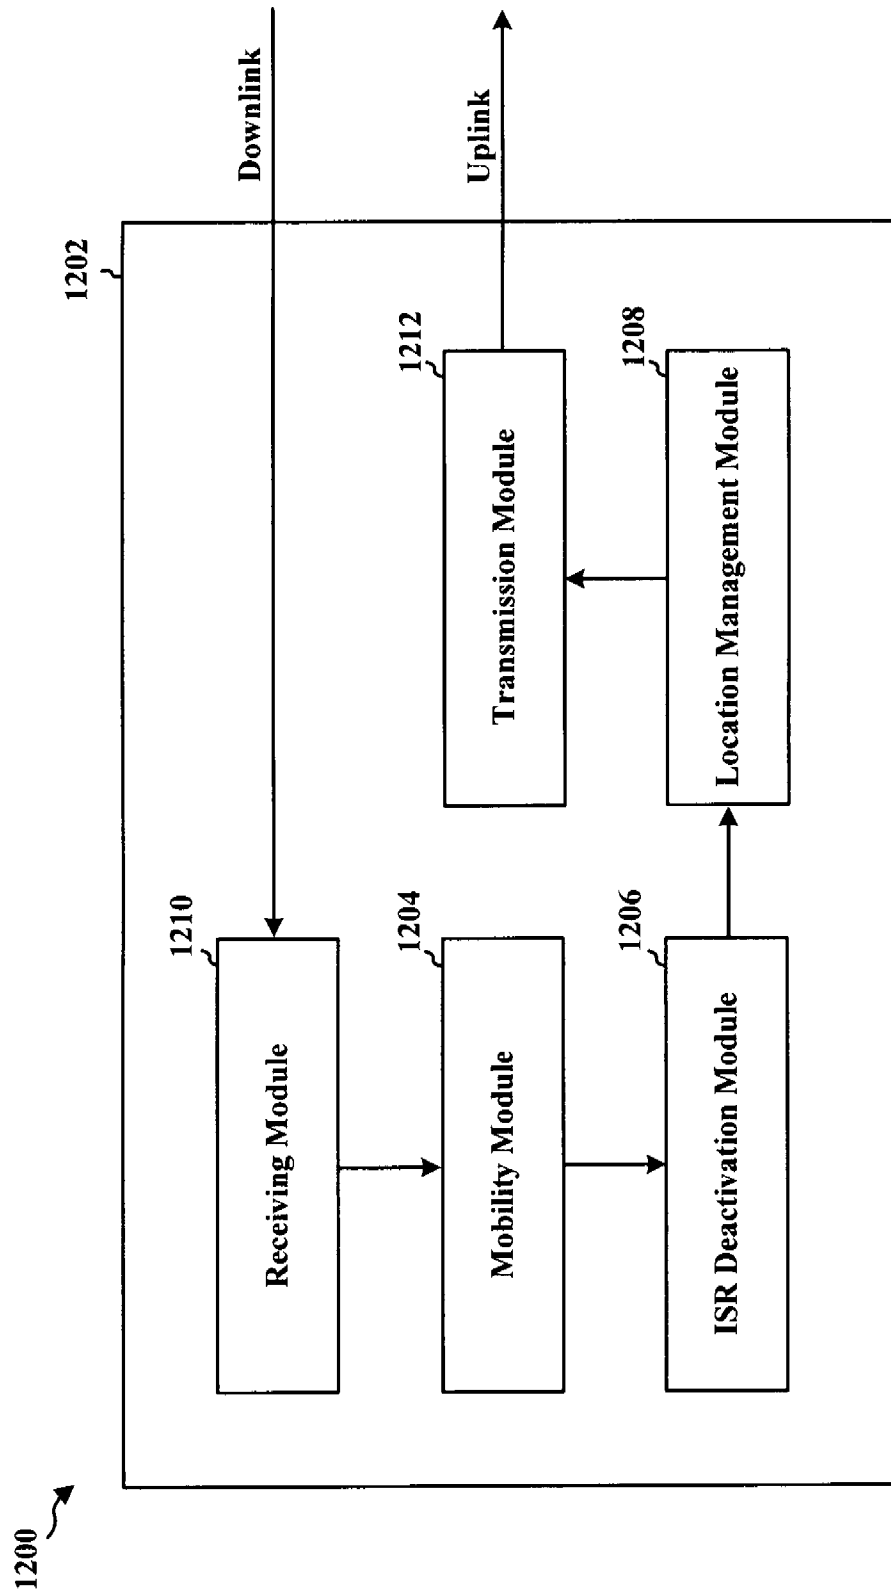 1200
1202
Downlink
Uplink
1210
Receiving Module
1204
Mobility Module
1206
ISR Deactivation Module
1212
Transmission Module
1208
Location Management Module